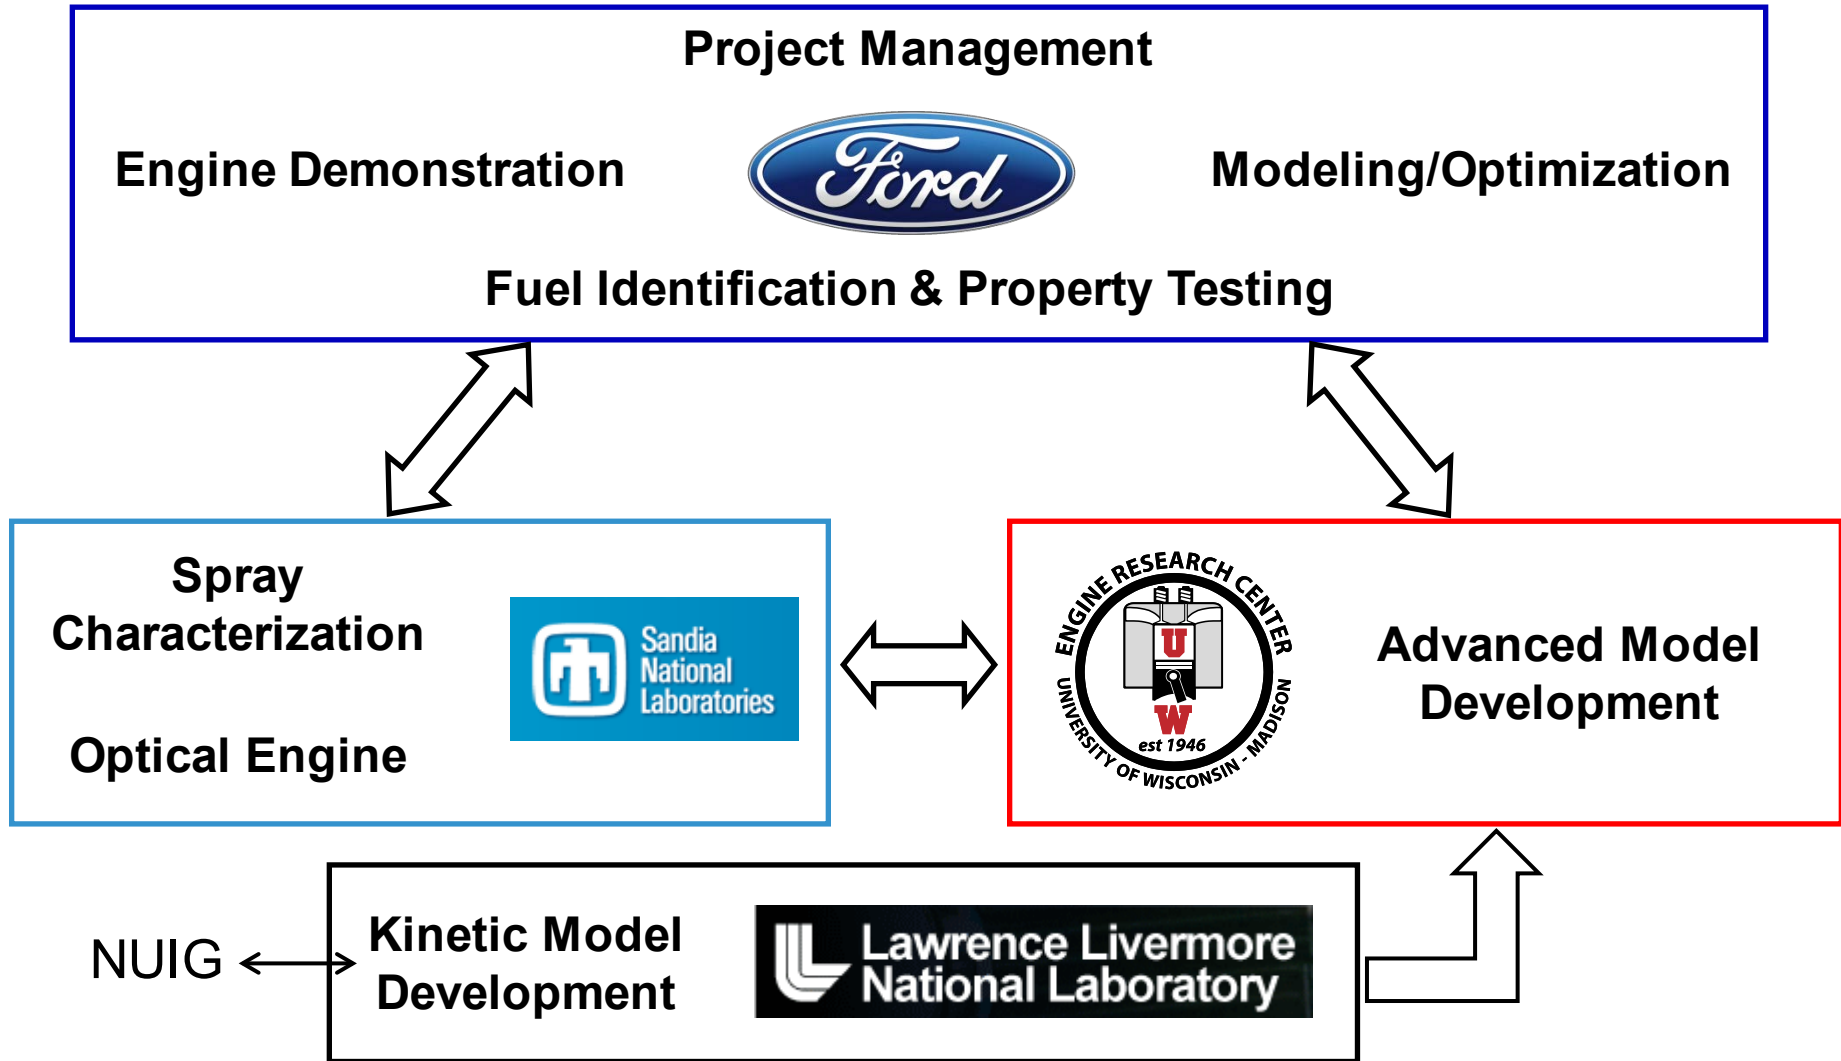 Project Management
Engine Demonstration
Ford
Modeling/Optimization
Fuel Identification & Property Testing
Spray
Characterization
Optical Engine
Sandia
National
Laboratories
ENGINE RESEARCH CENTER
U
W
est 1946
UNIVERSITY OF WISCONSIN - MADISON
Advanced Model
Development
NUIG
Kinetic Model
Development
Lawrence Livermore
National Laboratory